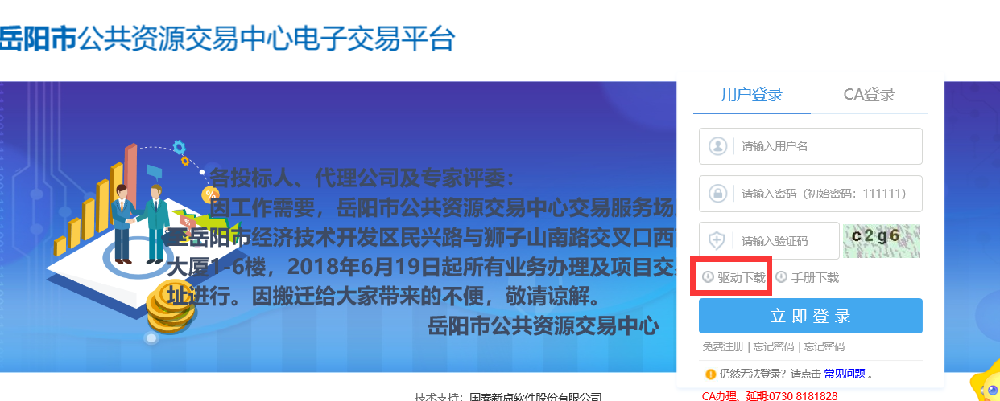 岳阳市公共资源交易中心电子交易平台
用户登录 CA登录
请输入用户名
请输入密码（初始密码：111111）
请输入验证码 c2g6
驱动下载 手册下载
立即登录
免费注册 | 忘记密码 | 忘记密码
仍然无法登录？请点击 常见问题 。
CA办理、延期:0730 8181828
各投标人、代理公司及专家评委：
因工作需要，岳阳市公共资源交易中心交易服务场
至岳阳市经济技术开发区民兴路与狮子山南路交叉口西
大厦1-6楼，2018年6月19日起所有业务办理及项目交
址进行。因搬迁给大家带来的不便，敬请谅解。
岳阳市公共资源交易中心
%
%
技术支持：国泰新点软件股份有限公司